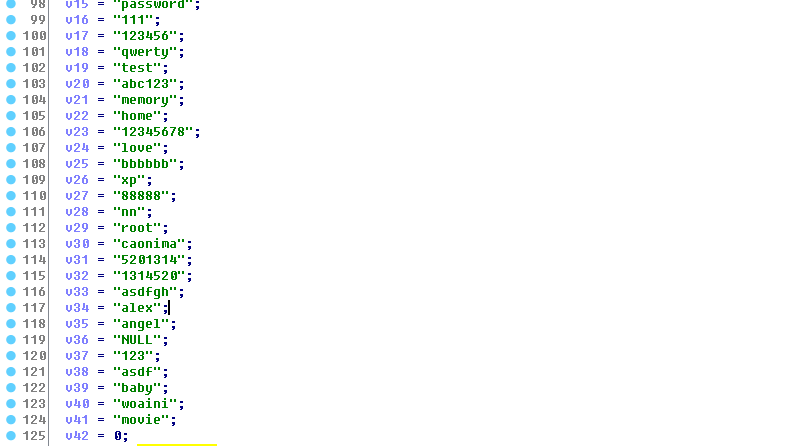 98 v15 = "password";
99 v16 = "111";
100 v17 = "123456";
101 v18 = "qwerty";
102 v19 = "test";
103 v20 = "abc123";
104 v21 = "memory";
105 v22 = "home";
106 v23 = "12345678";
107 v24 = "love";
108 v25 = "bbbbbb";
109 v26 = "xp";
110 v27 = "88888";
111 v28 = "nn";
112 v29 = "root";
113 v30 = "caonima";
114 v31 = "5201314";
115 v32 = "1314520";
116 v33 = "asdfgh";
117 v34 = "alex";
118 v35 = "angel";
119 v36 = "NULL";
120 v37 = "123";
121 v38 = "asdf";
122 v39 = "baby";
123 v40 = "woaini";
124 v41 = "movie";
125 v42 = 0;